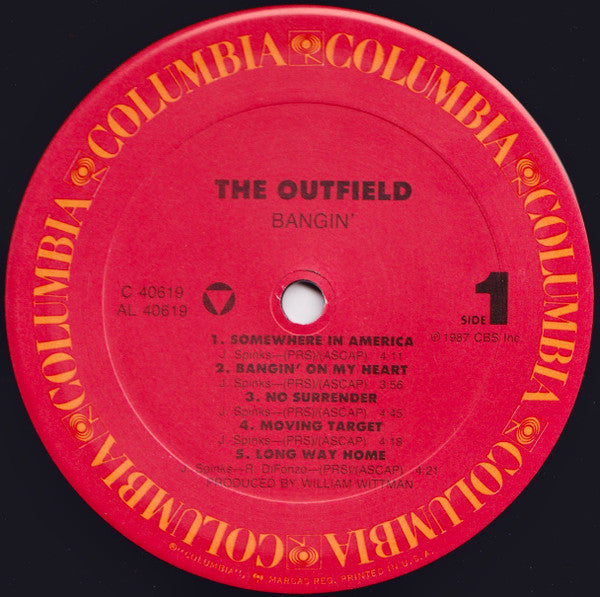 COLUMBIA COLUMBIA COLUMBIA COLUMBIA COLUMBIA COLUMBIA
THE OUTFIELD
BANGIN'
C 40619
AL 40619
SIDE 1
© 1987 CBS Inc.
1. SOMEWHERE IN AMERICA
J. Spinks—(PRS)(ASCAP) 4:11
2. BANGIN' ON MY HEART
J. Spinks—(PRS)(ASCAP) 3:56
3. NO SURRENDER
J. Spinks—(PRS)(ASCAP) 4:45
4. MOVING TARGET
J. Spinks—(PRS)(ASCAP) 4:18
5. LONG WAY HOME
J. Spinks—R. DiFonzo—(PRS)(ASCAP) 4:21
PRODUCED BY WILLIAM WITTMAN
"COLUMBIA," MARCAS REG. PRINTED IN U.S.A.